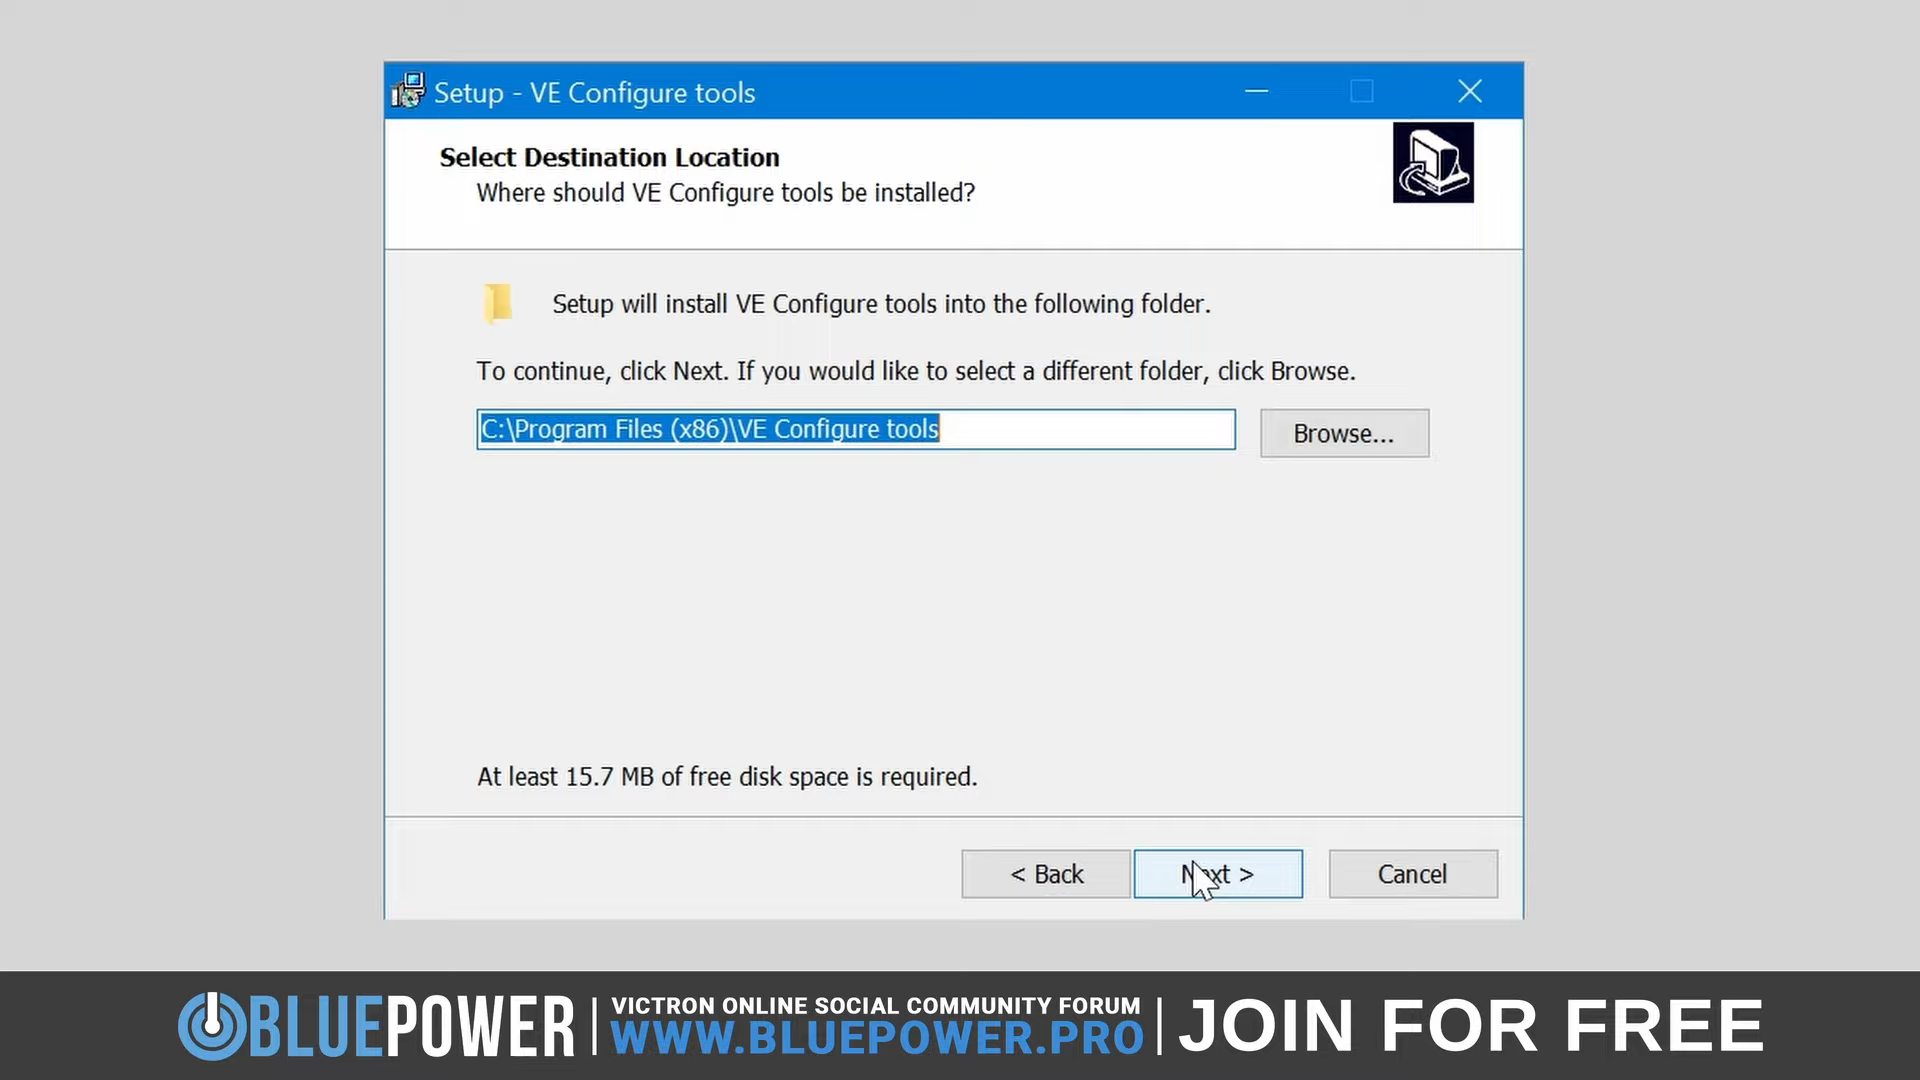 Setup - VE Configure tools
Select Destination Location
Where should VE Configure tools be installed?
Setup will install VE Configure tools into the following folder.
To continue, click Next. If you would like to select a different folder, click Browse.
C:\Program Files (x86)\VE Configure tools
Browse...
At least 15.7 MB of free disk space is required.
< Back
Next >
Cancel
BLUEPOWER
VICTRON ONLINE SOCIAL COMMUNITY FORUM
WWW.BLUEPOWER.PRO
JOIN FOR FREE